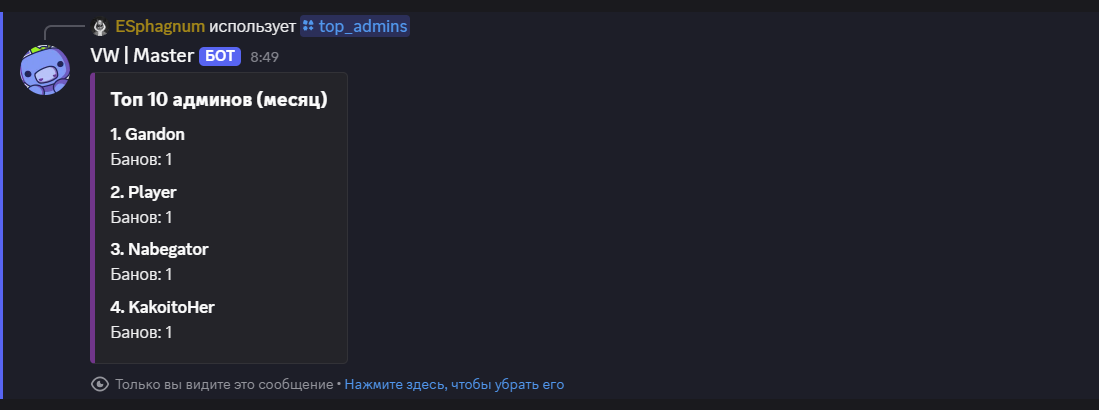 ESphagnum использует top_admins
VW | Master БОТ 8:49
Топ 10 админов (месяц)
1. Gandon
Банов: 1
2. Player
Банов: 1
3. Nabegator
Банов: 1
4. KakoitoHer
Банов: 1
Только вы видите это сообщение • Нажмите здесь, чтобы убрать его